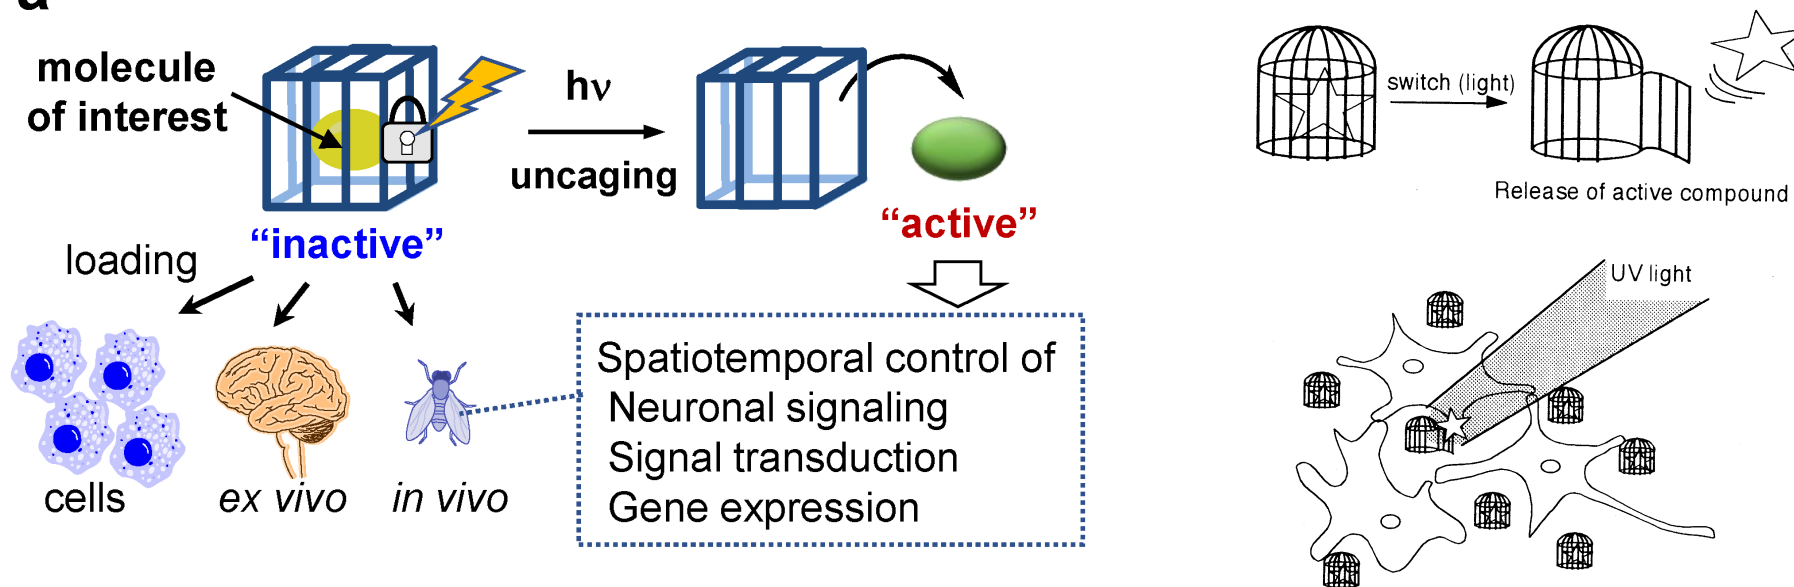 a
molecule
of interest
hν
uncaging
“inactive”
“active”
loading
cells
ex vivo
in vivo
Spatiotemporal control of
Neuronal signaling
Signal transduction
Gene expression
switch (light)
Release of active compound
UV light